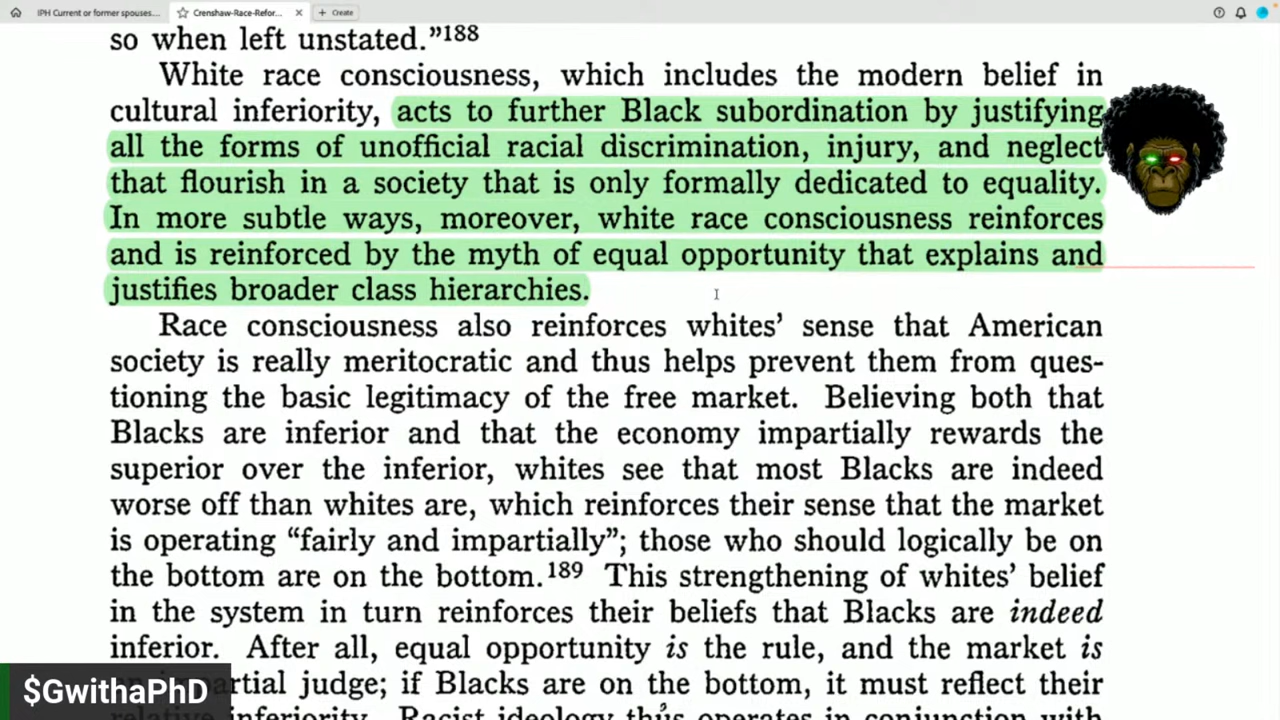 IPH Current or former spouses...
Crenshaw-Race-Refor...
Create
so when left unstated.”188
White race consciousness, which includes the modern belief in
cultural inferiority, acts to further Black subordination by justifying
all the forms of unofficial racial discrimination, injury, and neglect
that flourish in a society that is only formally dedicated to equality.
In more subtle ways, moreover, white race consciousness reinforces
and is reinforced by the myth of equal opportunity that explains and
justifies broader class hierarchies.
Race consciousness also reinforces whites’ sense that American
society is really meritocratic and thus helps prevent them from ques-
tioning the basic legitimacy of the free market. Believing both that
Blacks are inferior and that the economy impartially rewards the
superior over the inferior, whites see that most Blacks are indeed
worse off than whites are, which reinforces their sense that the market
is operating “fairly and impartially”; those who should logically be on
the bottom are on the bottom.189 This strengthening of whites’ belief
in the system in turn reinforces their beliefs that Blacks are indeed
inferior. After all, equal opportunity is the rule, and the market is
judge; if Blacks are on the bottom, it must reflect their
inferiority. Racist ideology thus operates in conjunction with
$GwithaPhD